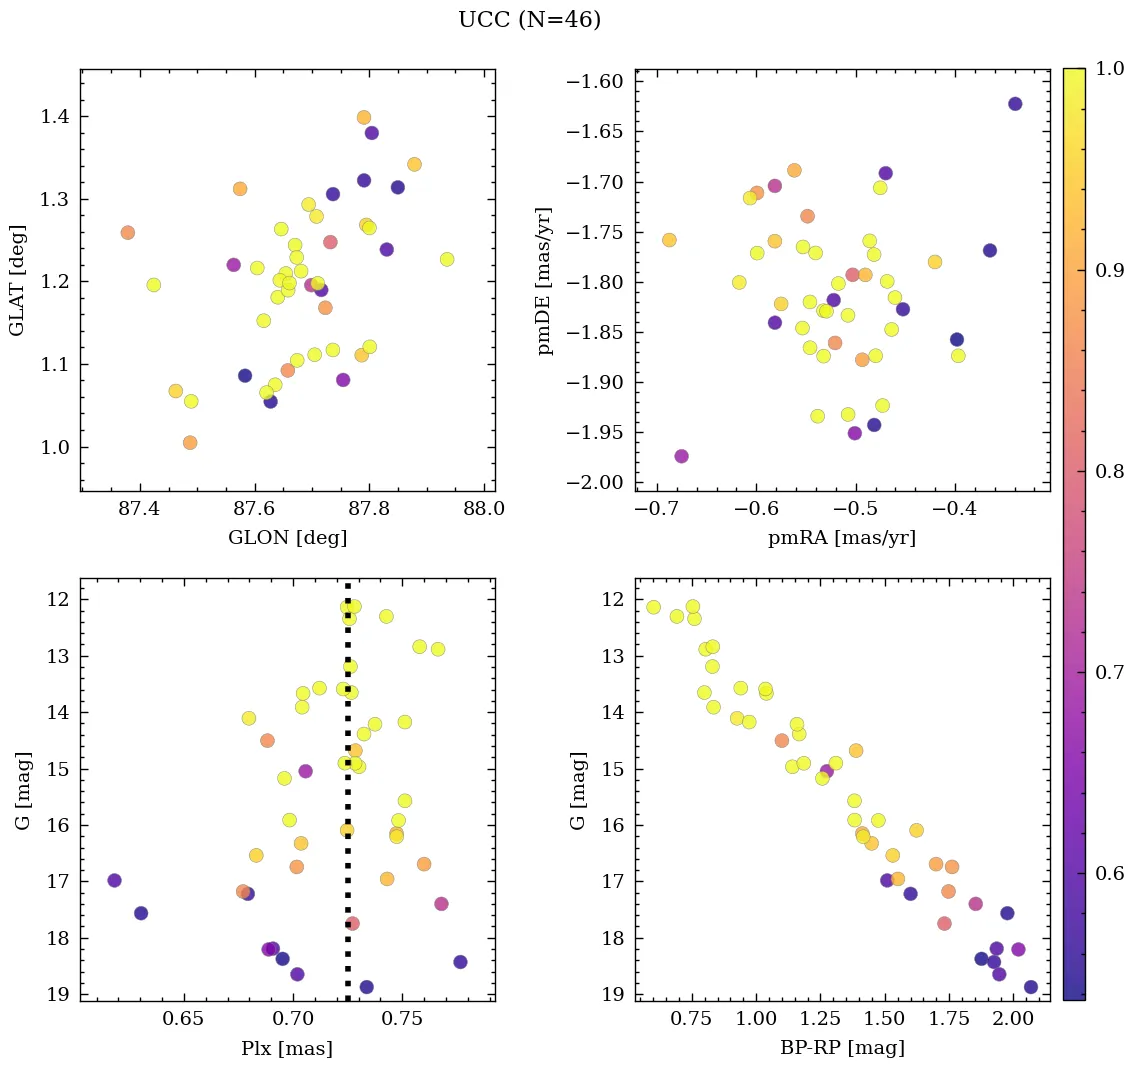 UCC (N=46)
1.4
1.3
1.2
1.1
1.0
GLAT [deg]
87.4 87.6 87.8 88.0
GLON [deg]
−1.60
−1.65
−1.70
−1.75
−1.80
−1.85
−1.90
−1.95
−2.00
pmDE [mas/yr]
−0.7 −0.6 −0.5 −0.4
pmRA [mas/yr]
12
13
14
15
16
17
18
19
G [mag]
0.65 0.70 0.75
Plx [mas]
12
13
14
15
16
17
18
19
G [mag]
0.75 1.00 1.25 1.50 1.75 2.00
BP-RP [mag]
1.0
0.9
0.8
0.7
0.6